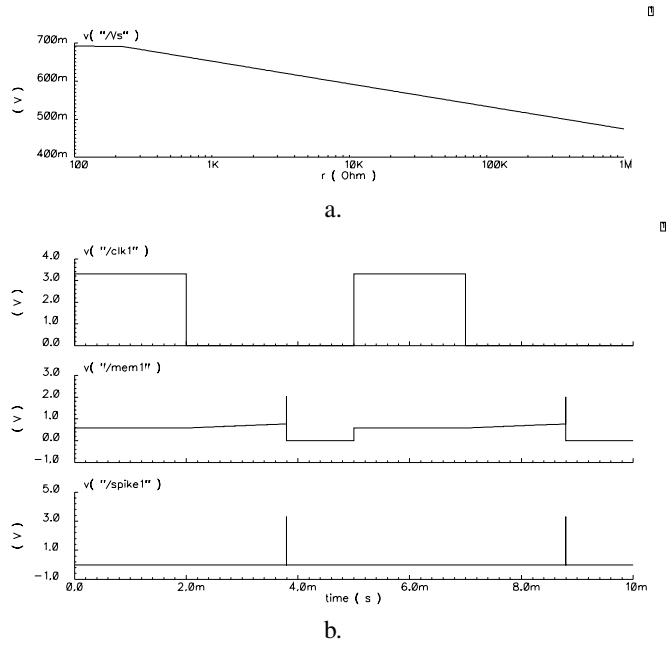 1
v( "/Vs" )
700m
600m
500m
400m
( V )
100 1K 10K 100K 1M
r ( Ohm )
a.
1
v( "/clk1" )
4.0
3.0
2.0
1.0
0.0
( V )
v( "/mem1" )
3.0
2.0
1.0
0.0
-1.0
( V )
v( "/spike1" )
5.0
3.0
1.0
-1.0
( V )
0.0 2.0m 4.0m 6.0m 8.0m 10m
time ( s )
b.